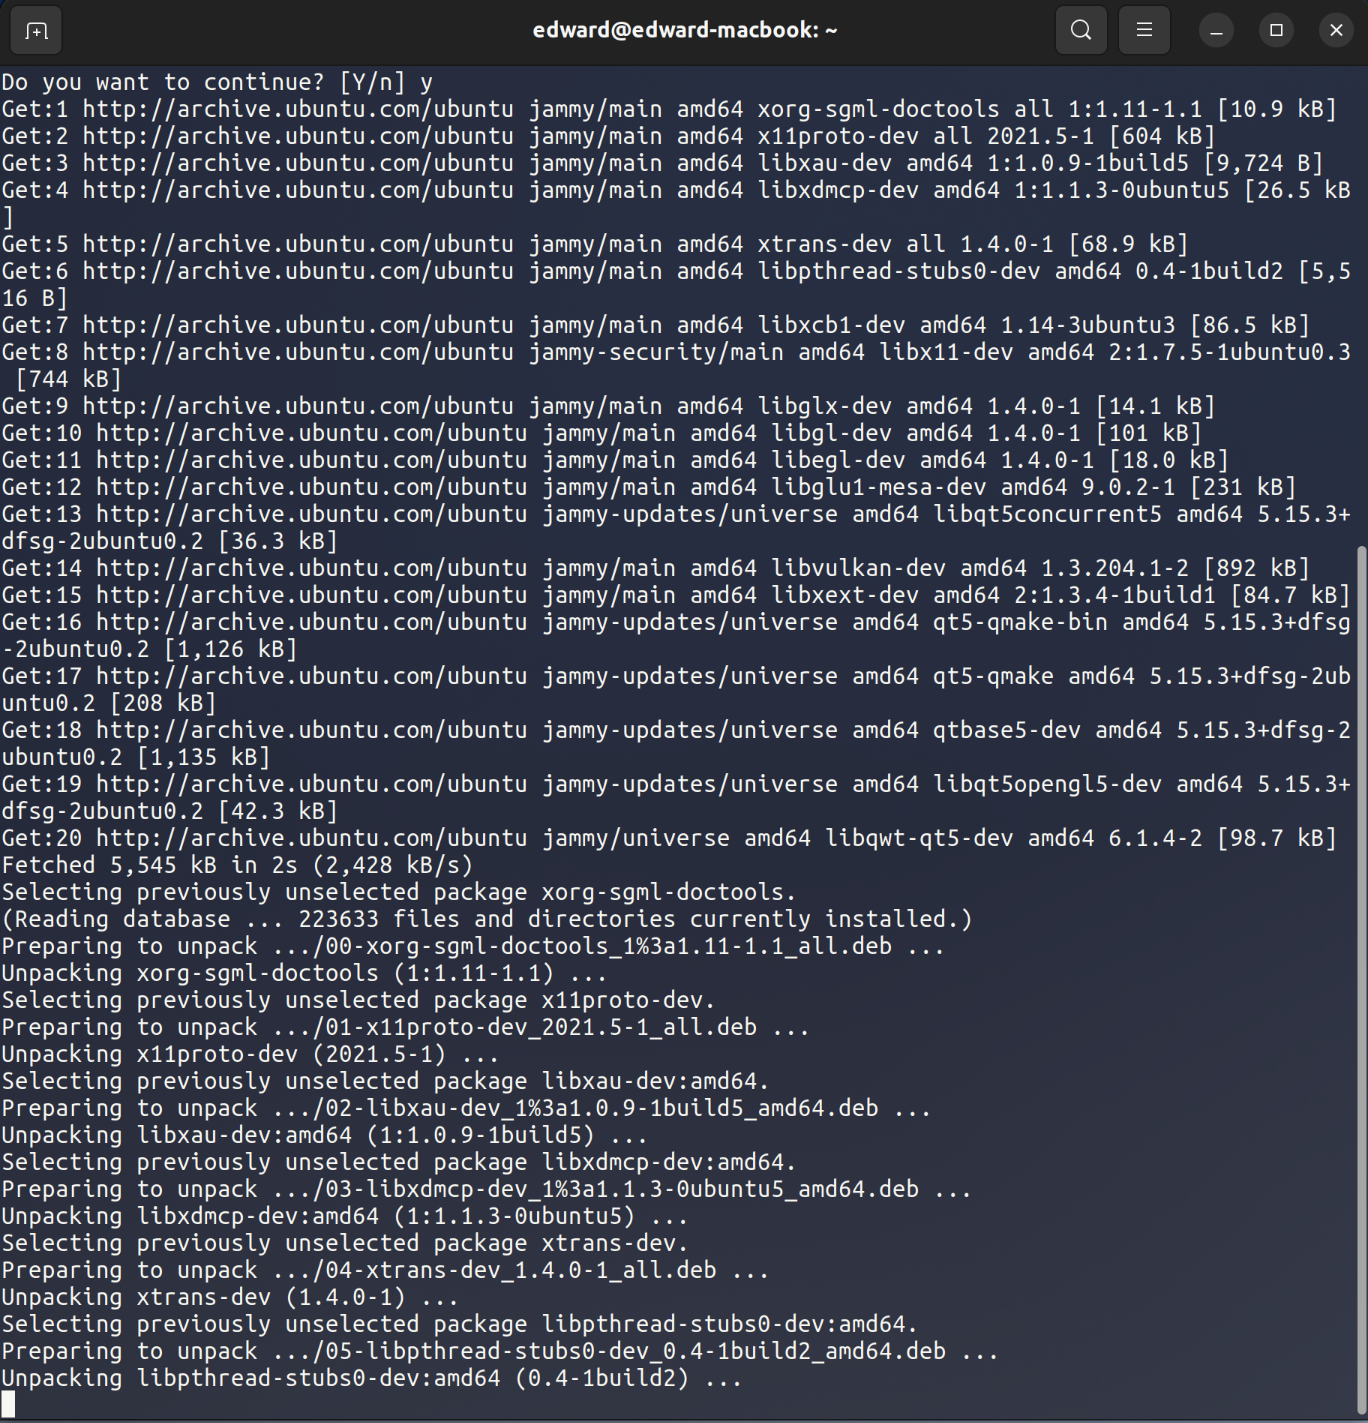 edward@edward-macbook: ~
Do you want to continue? [Y/n] y
Get:1 http://archive.ubuntu.com/ubuntu jammy/main amd64 xorg-sgml-doctools all 1:1.11-1.1 [10.9 kB]
Get:2 http://archive.ubuntu.com/ubuntu jammy/main amd64 x11proto-dev all 2021.5-1 [604 kB]
Get:3 http://archive.ubuntu.com/ubuntu jammy/main amd64 libxau-dev amd64 1:1.0.9-1build5 [9,724 B]
Get:4 http://archive.ubuntu.com/ubuntu jammy/main amd64 libxdmcp-dev amd64 1:1.1.3-0ubuntu5 [26.5 kB
]
Get:5 http://archive.ubuntu.com/ubuntu jammy/main amd64 xtrans-dev all 1.4.0-1 [68.9 kB]
Get:6 http://archive.ubuntu.com/ubuntu jammy/main amd64 libpthread-stubs0-dev amd64 0.4-1build2 [5,5
16 B]
Get:7 http://archive.ubuntu.com/ubuntu jammy/main amd64 libxcb1-dev amd64 1.14-3ubuntu3 [86.5 kB]
Get:8 http://archive.ubuntu.com/ubuntu jammy-security/main amd64 libx11-dev amd64 2:1.7.5-1ubuntu0.3
 [744 kB]
Get:9 http://archive.ubuntu.com/ubuntu jammy/main amd64 libglx-dev amd64 1.4.0-1 [14.1 kB]
Get:10 http://archive.ubuntu.com/ubuntu jammy/main amd64 libgl-dev amd64 1.4.0-1 [101 kB]
Get:11 http://archive.ubuntu.com/ubuntu jammy/main amd64 libegl-dev amd64 1.4.0-1 [18.0 kB]
Get:12 http://archive.ubuntu.com/ubuntu jammy/main amd64 libglu1-mesa-dev amd64 9.0.2-1 [231 kB]
Get:13 http://archive.ubuntu.com/ubuntu jammy-updates/universe amd64 libqt5concurrent5 amd64 5.15.3+
dfsg-2ubuntu0.2 [36.3 kB]
Get:14 http://archive.ubuntu.com/ubuntu jammy/main amd64 libvulkan-dev amd64 1.3.204.1-2 [892 kB]
Get:15 http://archive.ubuntu.com/ubuntu jammy/main amd64 libxext-dev amd64 2:1.3.4-1build1 [84.7 kB]
Get:16 http://archive.ubuntu.com/ubuntu jammy-updates/universe amd64 qt5-qmake-bin amd64 5.15.3+dfsg
-2ubuntu0.2 [1,126 kB]
Get:17 http://archive.ubuntu.com/ubuntu jammy-updates/universe amd64 qt5-qmake amd64 5.15.3+dfsg-2ub
untu0.2 [208 kB]
Get:18 http://archive.ubuntu.com/ubuntu jammy-updates/universe amd64 qtbase5-dev amd64 5.15.3+dfsg-2
ubuntu0.2 [1,135 kB]
Get:19 http://archive.ubuntu.com/ubuntu jammy-updates/universe amd64 libqt5opengl5-dev amd64 5.15.3+
dfsg-2ubuntu0.2 [42.3 kB]
Get:20 http://archive.ubuntu.com/ubuntu jammy/universe amd64 libqwt-qt5-dev amd64 6.1.4-2 [98.7 kB]
Fetched 5,545 kB in 2s (2,428 kB/s)
Selecting previously unselected package xorg-sgml-doctools.
(Reading database ... 223633 files and directories currently installed.)
Preparing to unpack .../00-xorg-sgml-doctools_1%3a1.11-1.1_all.deb ...
Unpacking xorg-sgml-doctools (1:1.11-1.1) ...
Selecting previously unselected package x11proto-dev.
Preparing to unpack .../01-x11proto-dev_2021.5-1_all.deb ...
Unpacking x11proto-dev (2021.5-1) ...
Selecting previously unselected package libxau-dev:amd64.
Preparing to unpack .../02-libxau-dev_1%3a1.0.9-1build5_amd64.deb ...
Unpacking libxau-dev:amd64 (1:1.0.9-1build5) ...
Selecting previously unselected package libxdmcp-dev:amd64.
Preparing to unpack .../03-libxdmcp-dev_1%3a1.1.3-0ubuntu5_amd64.deb ...
Unpacking libxdmcp-dev:amd64 (1:1.1.3-0ubuntu5) ...
Selecting previously unselected package xtrans-dev.
Preparing to unpack .../04-xtrans-dev_1.4.0-1_all.deb ...
Unpacking xtrans-dev (1.4.0-1) ...
Selecting previously unselected package libpthread-stubs0-dev:amd64.
Preparing to unpack .../05-libpthread-stubs0-dev_0.4-1build2_amd64.deb ...
Unpacking libpthread-stubs0-dev:amd64 (0.4-1build2) ...